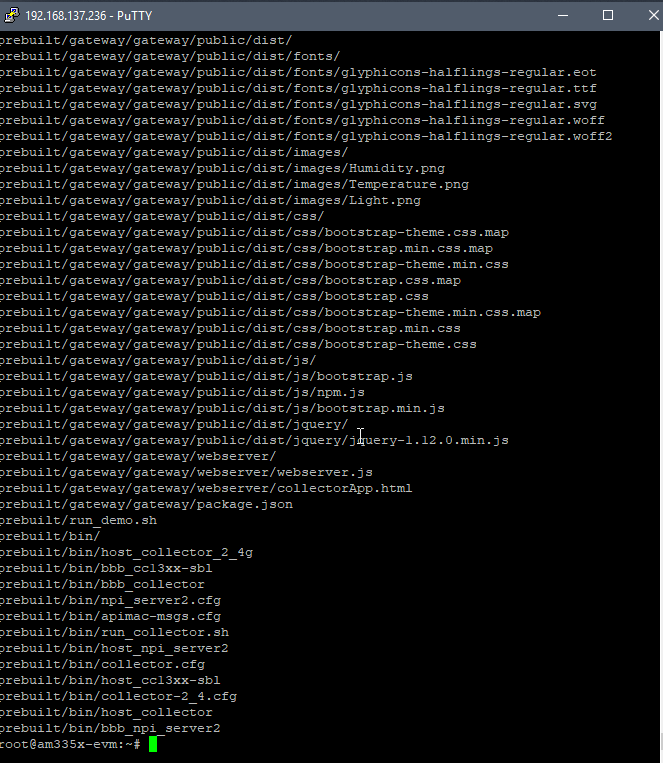 192.168.137.236 - PuTTY
prebuilt/gateway/gateway/public/dist/
prebuilt/gateway/gateway/public/dist/fonts/
prebuilt/gateway/gateway/public/dist/fonts/glyphicons-halflings-regular.eot
prebuilt/gateway/gateway/public/dist/fonts/glyphicons-halflings-regular.ttf
prebuilt/gateway/gateway/public/dist/fonts/glyphicons-halflings-regular.svg
prebuilt/gateway/gateway/public/dist/fonts/glyphicons-halflings-regular.woff
prebuilt/gateway/gateway/public/dist/fonts/glyphicons-halflings-regular.woff2
prebuilt/gateway/gateway/public/dist/images/
prebuilt/gateway/gateway/public/dist/images/Humidity.png
prebuilt/gateway/gateway/public/dist/images/Temperature.png
prebuilt/gateway/gateway/public/dist/images/Light.png
prebuilt/gateway/gateway/public/dist/css/
prebuilt/gateway/gateway/public/dist/css/bootstrap-theme.css.map
prebuilt/gateway/gateway/public/dist/css/bootstrap.min.css.map
prebuilt/gateway/gateway/public/dist/css/bootstrap-theme.min.css
prebuilt/gateway/gateway/public/dist/css/bootstrap.css.map
prebuilt/gateway/gateway/public/dist/css/bootstrap.css
prebuilt/gateway/gateway/public/dist/css/bootstrap-theme.min.css.map
prebuilt/gateway/gateway/public/dist/css/bootstrap.min.css
prebuilt/gateway/gateway/public/dist/css/bootstrap-theme.css
prebuilt/gateway/gateway/public/dist/js/
prebuilt/gateway/gateway/public/dist/js/bootstrap.js
prebuilt/gateway/gateway/public/dist/js/npm.js
prebuilt/gateway/gateway/public/dist/js/bootstrap.min.js
prebuilt/gateway/gateway/public/dist/jquery/
prebuilt/gateway/gateway/public/dist/jquery/jquery-1.12.0.min.js
prebuilt/gateway/gateway/webserver/
prebuilt/gateway/gateway/webserver/webserver.js
prebuilt/gateway/gateway/webserver/collectorApp.html
prebuilt/gateway/gateway/package.json
prebuilt/run_demo.sh
prebuilt/bin/
prebuilt/bin/host_collector_2_4g
prebuilt/bin/bbb_cc13xx-sbl
prebuilt/bin/bbb_collector
prebuilt/bin/npi_server2.cfg
prebuilt/bin/apimac-msgs.cfg
prebuilt/bin/run_collector.sh
prebuilt/bin/host_npi_server2
prebuilt/bin/collector.cfg
prebuilt/bin/host_cc13xx-sbl
prebuilt/bin/collector-2_4.cfg
prebuilt/bin/host_collector
prebuilt/bin/bbb_npi_server2
root@am335x-evm:~#